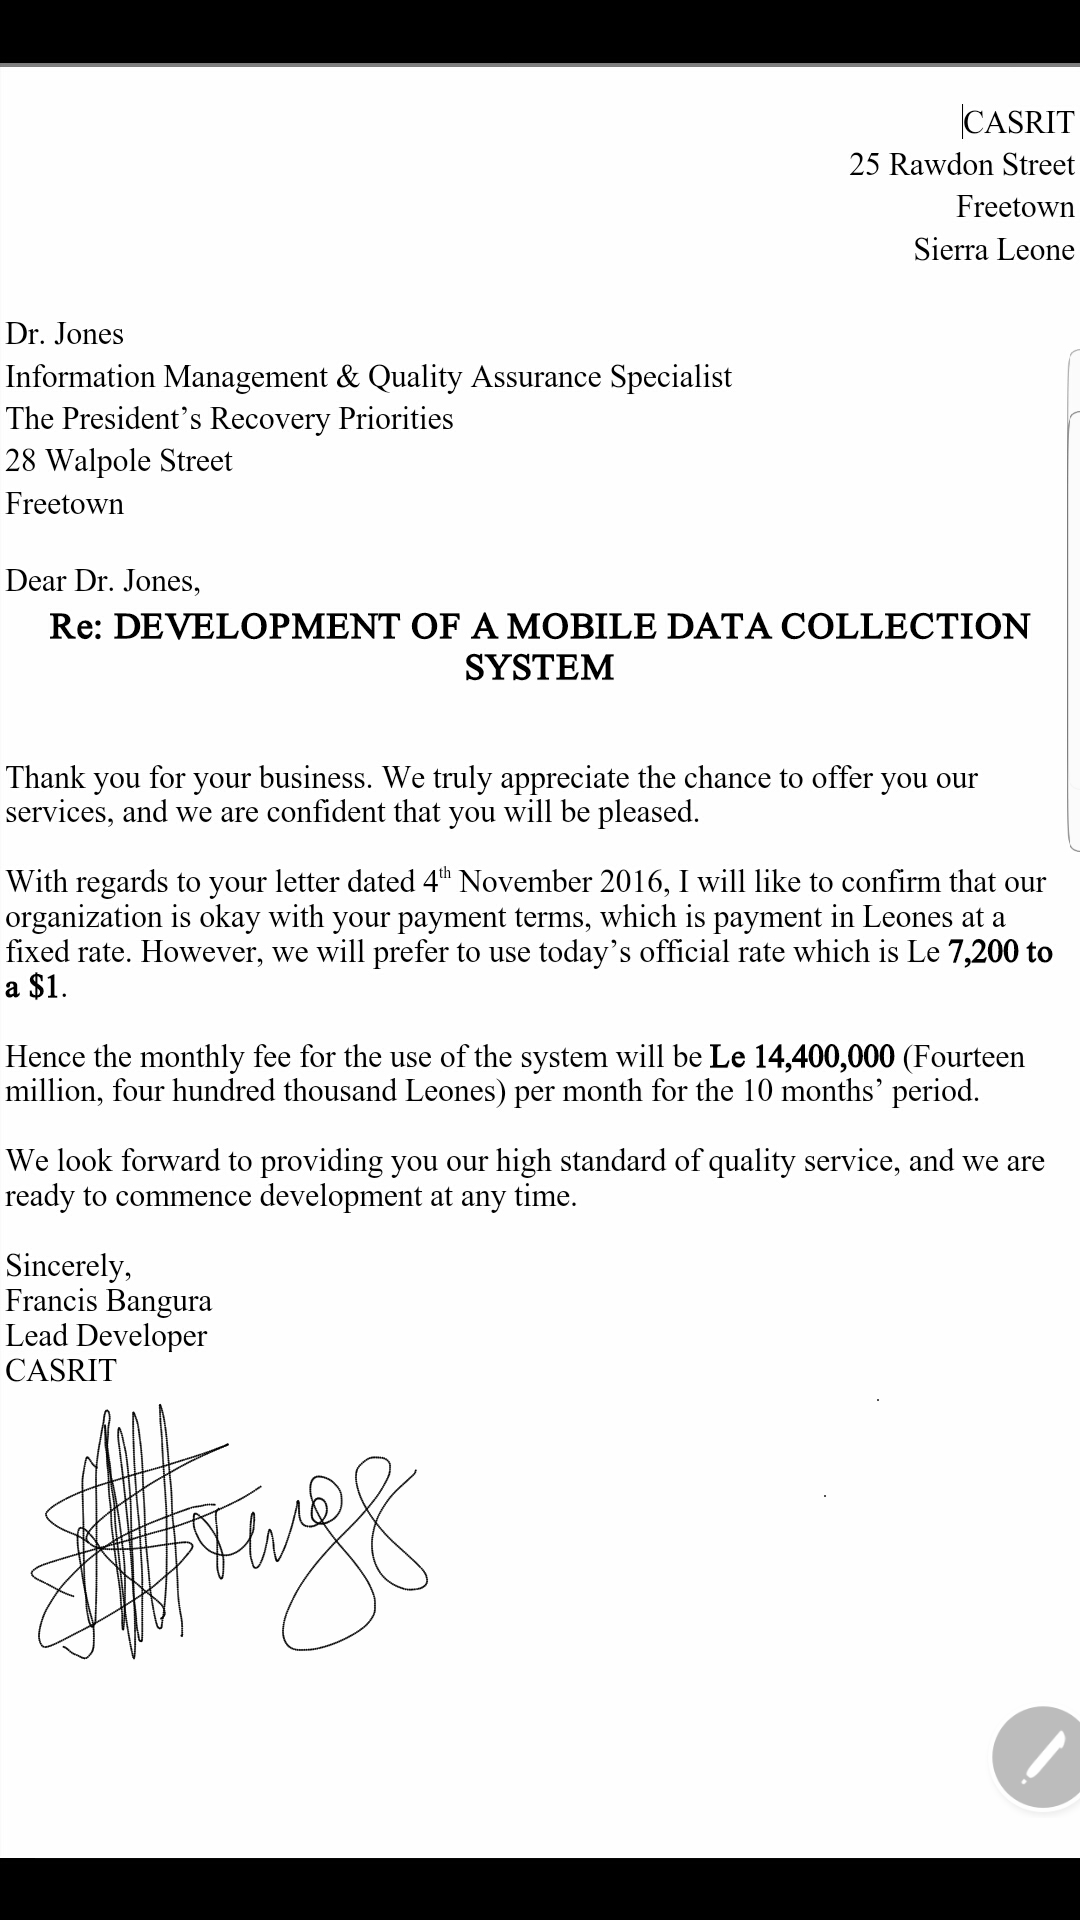 CASRIT
25 Rawdon Street
Freetown
Sierra Leone
Dr. Jones
Information Management & Quality Assurance Specialist
The President’s Recovery Priorities
28 Walpole Street
Freetown
Dear Dr. Jones,
Re: DEVELOPMENT OF A MOBILE DATA COLLECTION
SYSTEM
Thank you for your business. We truly appreciate the chance to offer you our
services, and we are confident that you will be pleased.
With regards to your letter dated 4th November 2016, I will like to confirm that our
organization is okay with your payment terms, which is payment in Leones at a
fixed rate. However, we will prefer to use today’s official rate which is Le 7,200 to
a $1.
Hence the monthly fee for the use of the system will be Le 14,400,000 (Fourteen
million, four hundred thousand Leones) per month for the 10 months’ period.
We look forward to providing you our high standard of quality service, and we are
ready to commence development at any time.
Sincerely,
Francis Bangura
Lead Developer
CASRIT